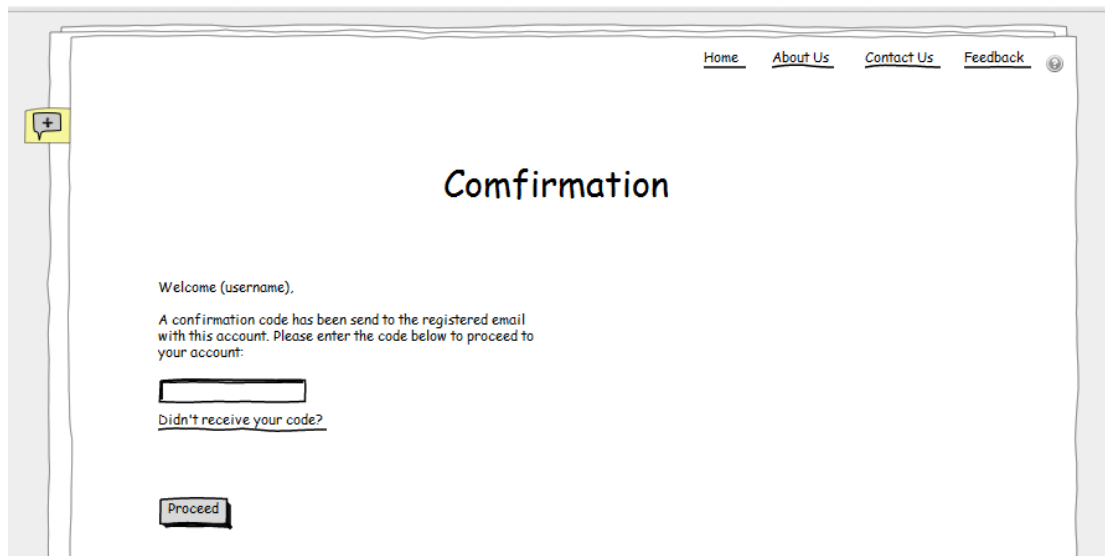 Home About Us Contact Us Feedback
Comfirmation
Welcome (username),
A confirmation code has been send to the registered email
with this account. Please enter the code below to proceed to
your account:
Didn't receive your code?
Proceed